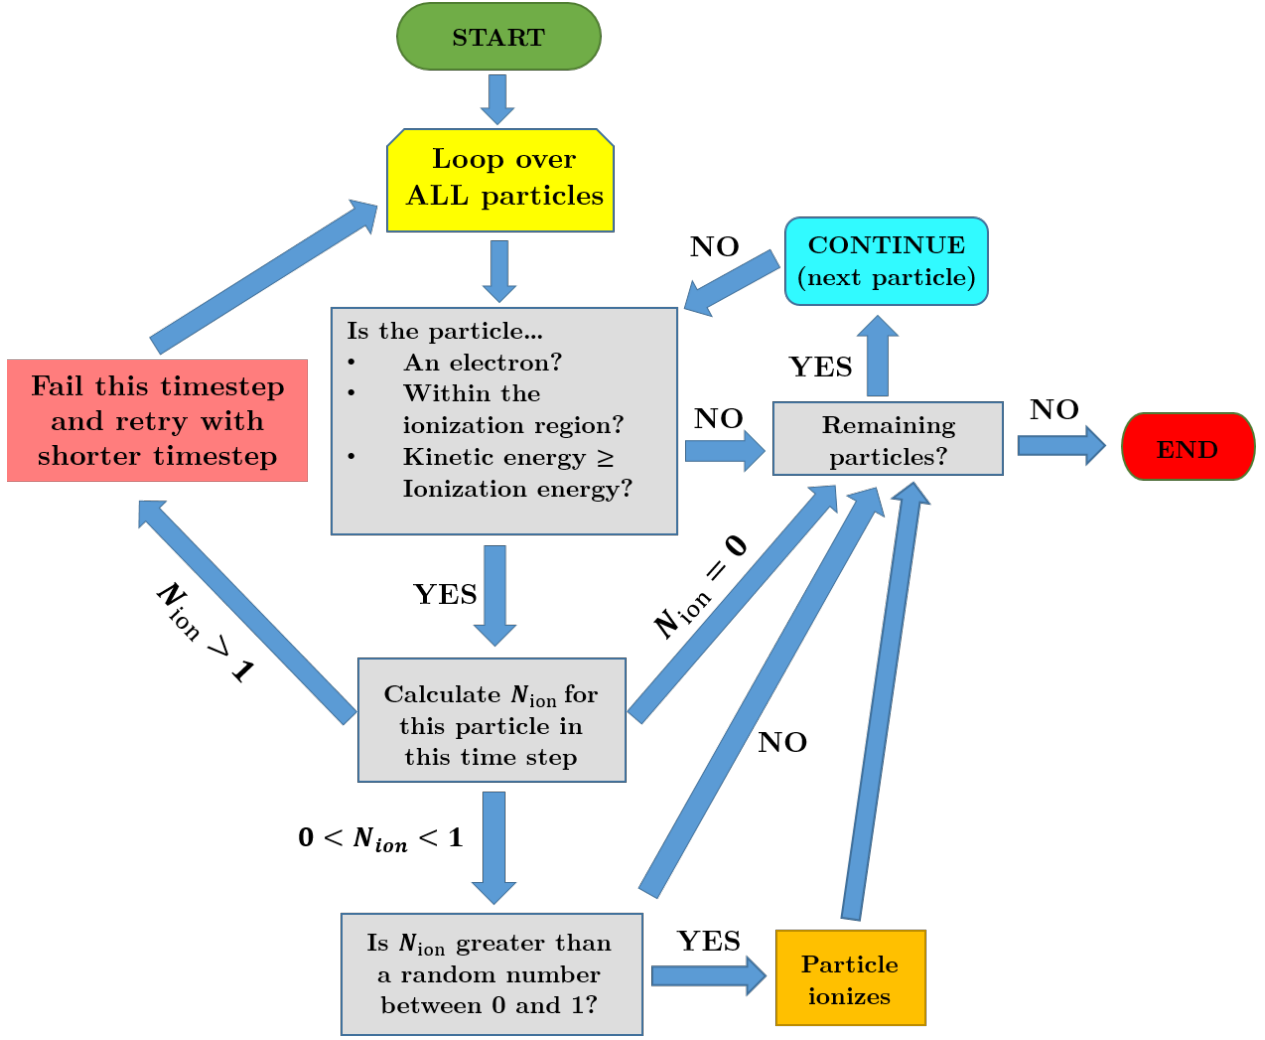 START
Loop over
ALL particles
NO
CONTINUE
(next particle)
Is the particle...
• An electron?
• Within the
ionization region?
• Kinetic energy ≥
Ionization energy?
YES
Fail this timestep
and retry with
shorter timestep
NO
Remaining
particles?
NO
END
YES
N_ion = 0
N_ion > 1
Calculate N_ion for
this particle in
this time step
NO
0 < N_ion < 1
Is N_ion greater than
a random number
between 0 and 1?
YES
Particle
ionizes